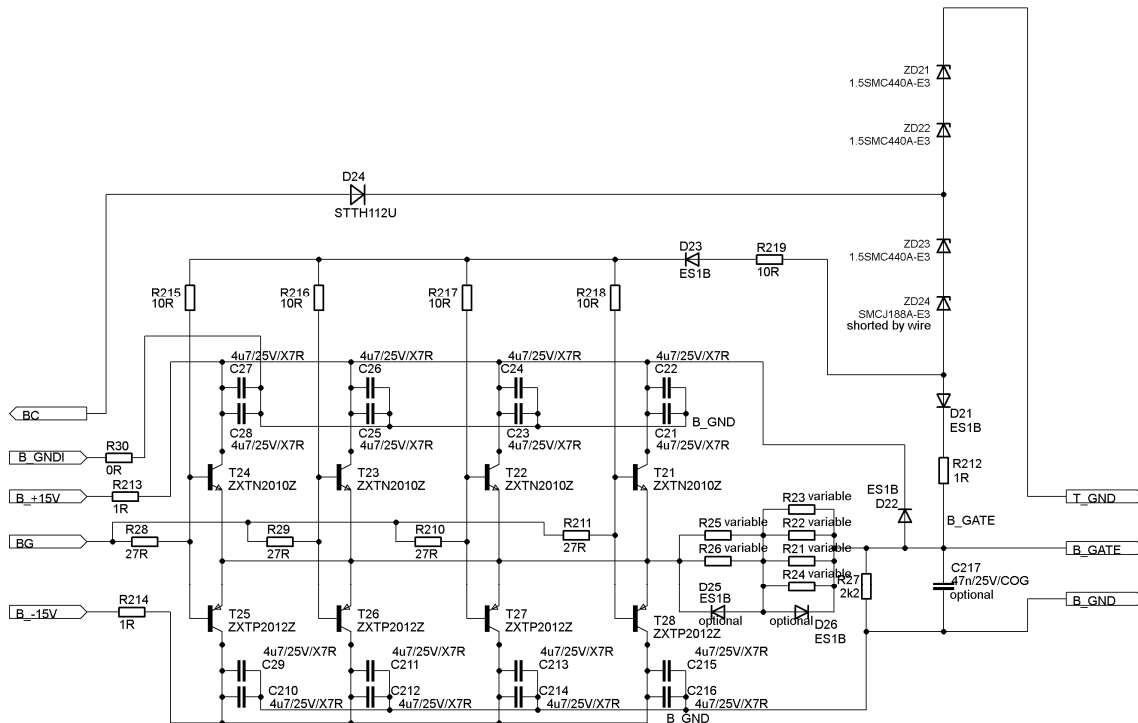 ZD21
1.5SMC440A-E3
ZD22
1.5SMC440A-E3
D24
STTH112U
ZD23
1.5SMC440A-E3
D23
ES1B
R219
10R
ZD24
SMCJ188A-E3
shorted by wire
R215
10R
R216
10R
R217
10R
R218
10R
4u7/25V/X7R
4u7/25V/X7R
4u7/25V/X7R
4u7/25V/X7R
C27
C26
C24
C22
BC
C28
C25
C23
C21
B_GND
4u7/25V/X7R
4u7/25V/X7R
4u7/25V/X7R
4u7/25V/X7R
D21
ES1B
B_GNDI
R30
0R
T24
ZXTN2010Z
T23
ZXTN2010Z
T22
ZXTN2010Z
T21
ZXTN2010Z
R212
1R
B_+15V
R213
1R
ES1B
D22
T_GND
R23 variable
R25 variable
R22 variable
B_GATE
BG
R28
27R
R29
27R
R210
27R
R211
27R
R26 variable
R21 variable
B_GATE
R24 variable
R27
2k2
C217
47n/25V/COG
optional
B_GND
D25
ES1B
optional
optional
D26
ES1B
B_-15V
R214
1R
T25
ZXTP2012Z
T26
ZXTP2012Z
T27
ZXTP2012Z
T28
ZXTP2012Z
4u7/25V/X7R
4u7/25V/X7R
4u7/25V/X7R
4u7/25V/X7R
C29
C211
C213
C215
C210
C212
C214
C216
4u7/25V/X7R
4u7/25V/X7R
4u7/25V/X7R
4u7/25V/X7R
B_GND